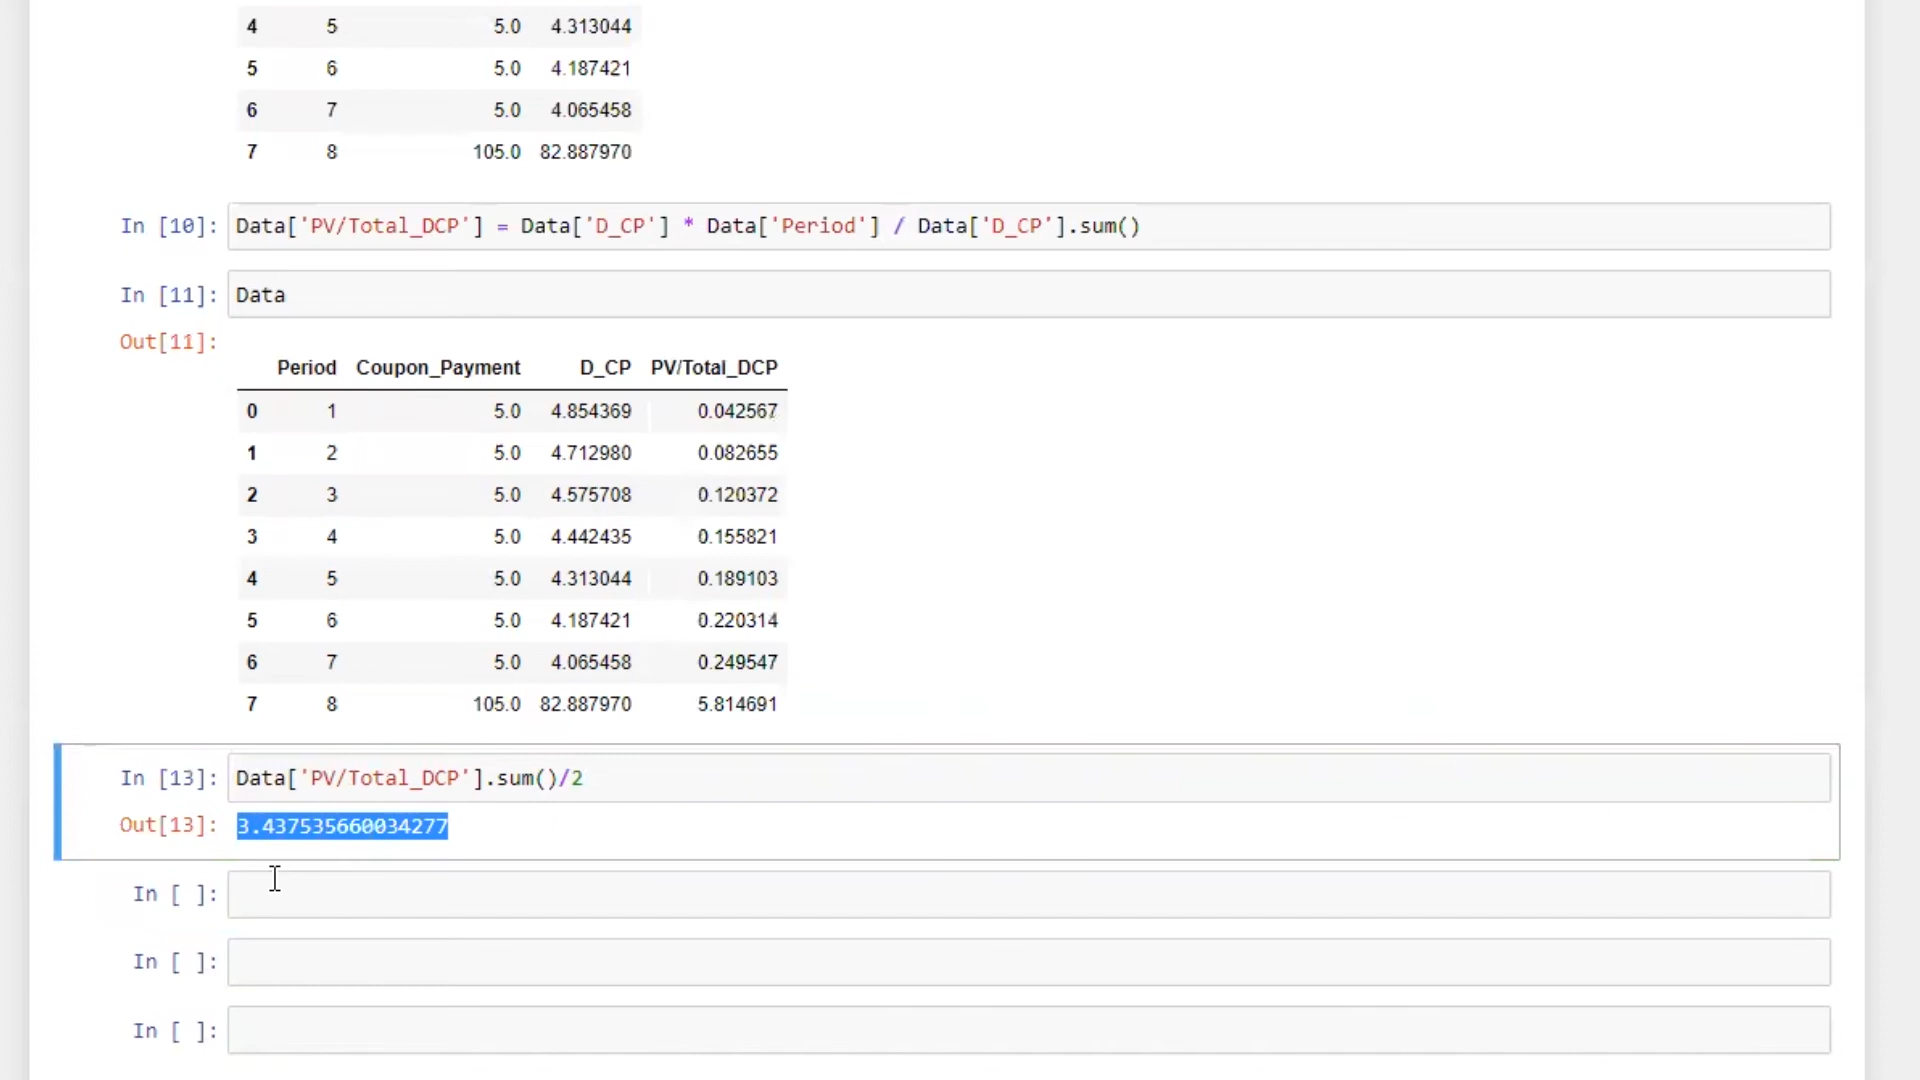 4 5 5.0 4.313044
5 6 5.0 4.187421
6 7 5.0 4.065458
7 8 105.0 82.887970
In [10]: Data['PV/Total_DCP'] = Data['D_CP'] * Data['Period'] / Data['D_CP'].sum()
In [11]: Data
Out[11]:
Period Coupon_Payment D_CP PV/Total_DCP
0 1 5.0 4.854369 0.042567
1 2 5.0 4.712980 0.082655
2 3 5.0 4.575708 0.120372
3 4 5.0 4.442435 0.155821
4 5 5.0 4.313044 0.189103
5 6 5.0 4.187421 0.220314
6 7 5.0 4.065458 0.249547
7 8 105.0 82.887970 5.814691
In [13]: Data['PV/Total_DCP'].sum()/2
Out[13]: 3.437535660034277
In [ ]:
In [ ]:
In [ ]: